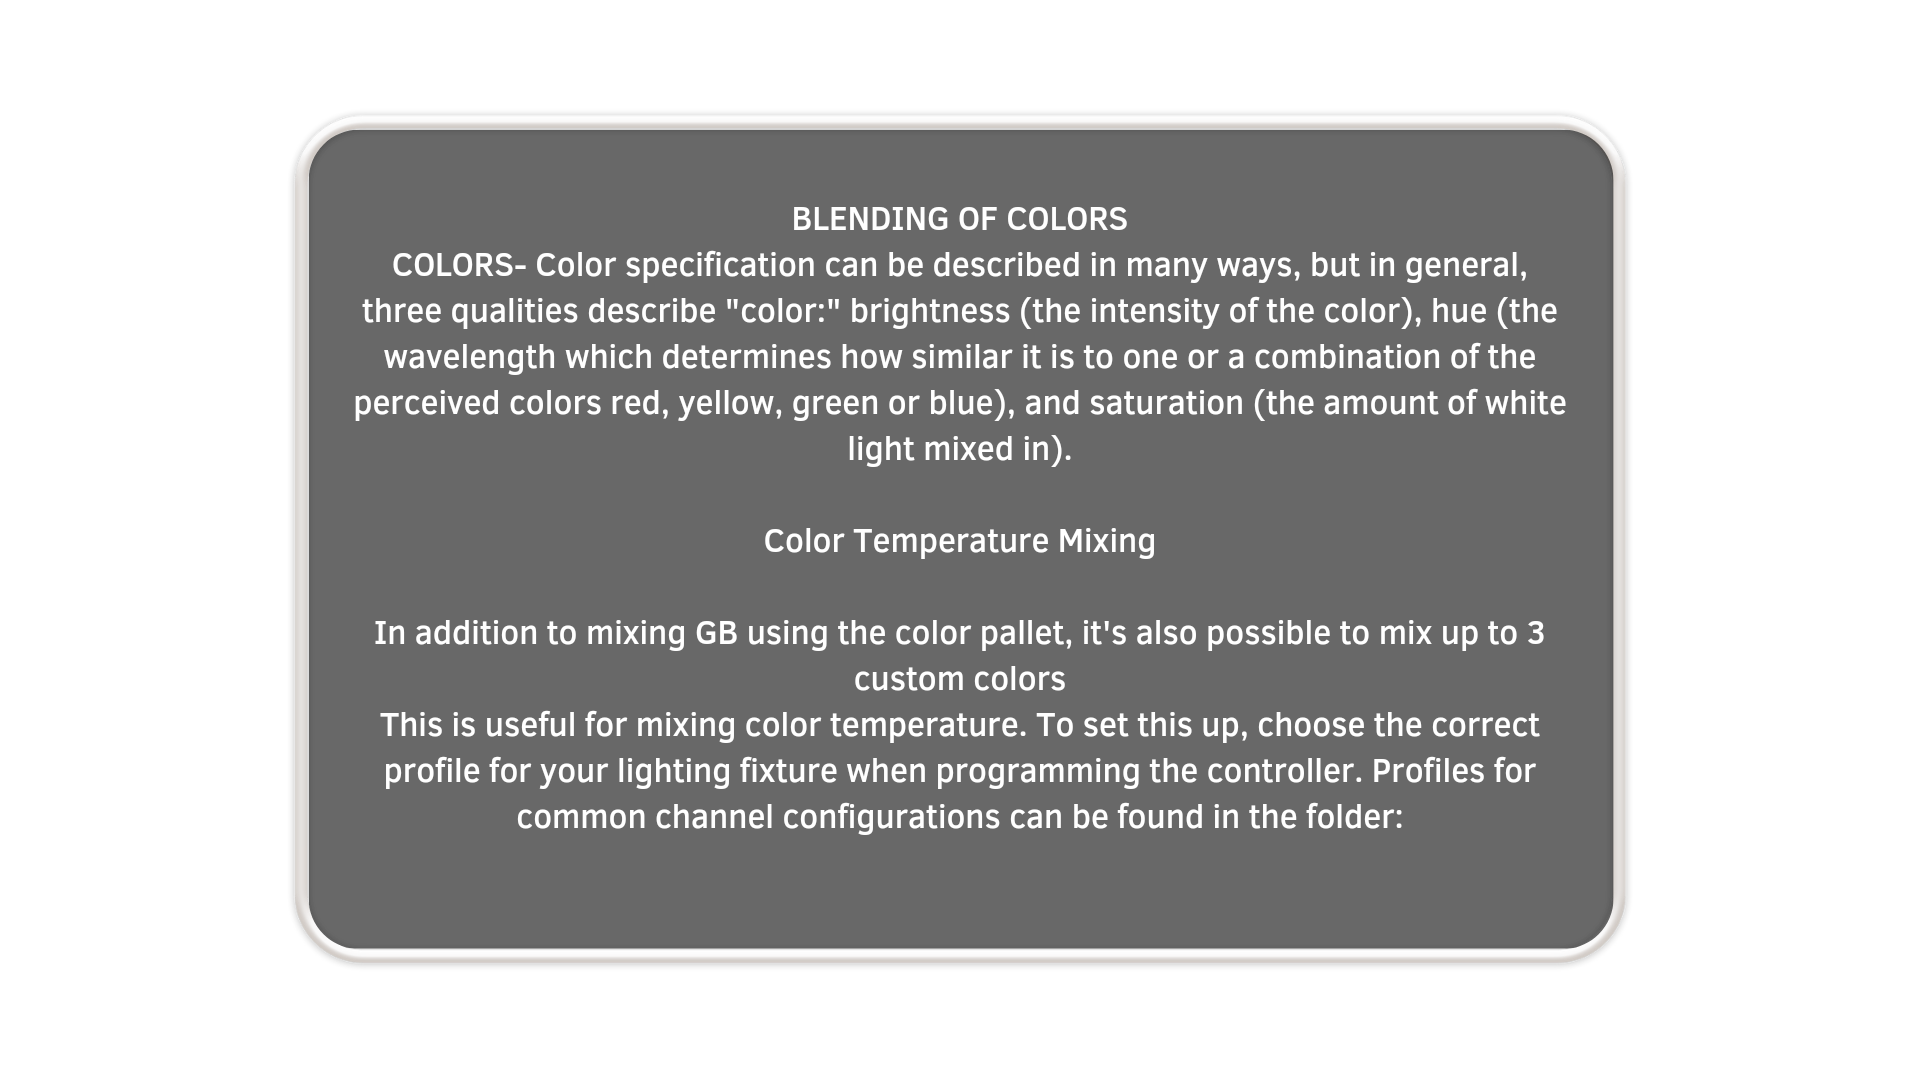 BLENDING OF COLORS
COLORS- Color specification can be described in many ways, but in general,
three qualities describe "color:" brightness (the intensity of the color), hue (the
wavelength which determines how similar it is to one or a combination of the
perceived colors red, yellow, green or blue), and saturation (the amount of white
light mixed in).
Color Temperature Mixing
In addition to mixing GB using the color pallet, it's also possible to mix up to 3
custom colors
This is useful for mixing color temperature. To set this up, choose the correct
profile for your lighting fixture when programming the controller. Profiles for
common channel configurations can be found in the folder: